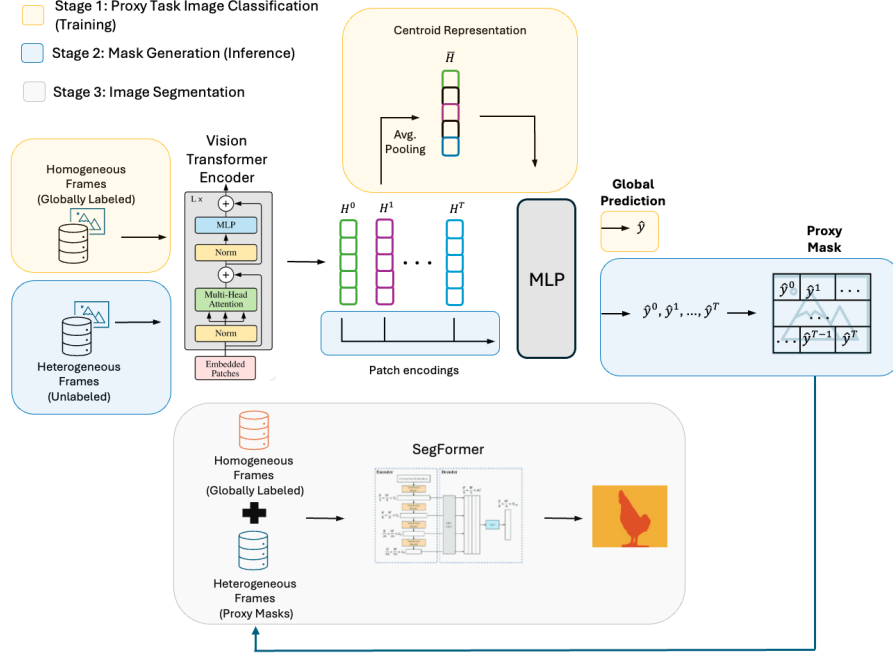 Stage 1: Proxy Task Image Classification
(Training)
Stage 2: Mask Generation (Inference)
Stage 3: Image Segmentation
Centroid Representation
H̅
Avg.
Pooling
Vision
Transformer
Encoder
Homogeneous
Frames
(Globally Labeled)
Heterogeneous
Frames
(Unlabeled)
L x
MLP
Norm
Multi-Head
Attention
Norm
Embedded
Patches
H⁰ H¹ Hᵀ
. . .
Patch encodings
MLP
Global
Prediction
ŷ
Proxy
Mask
ŷ⁰, ŷ¹, ..., ŷᵀ
ŷ⁰ ŷ¹ . . .
. . .
. . . ŷᵀ⁻¹ ŷᵀ
Homogeneous
Frames
(Globally Labeled)
Heterogeneous
Frames
(Proxy Masks)
SegFormer
Encoder
Decoder